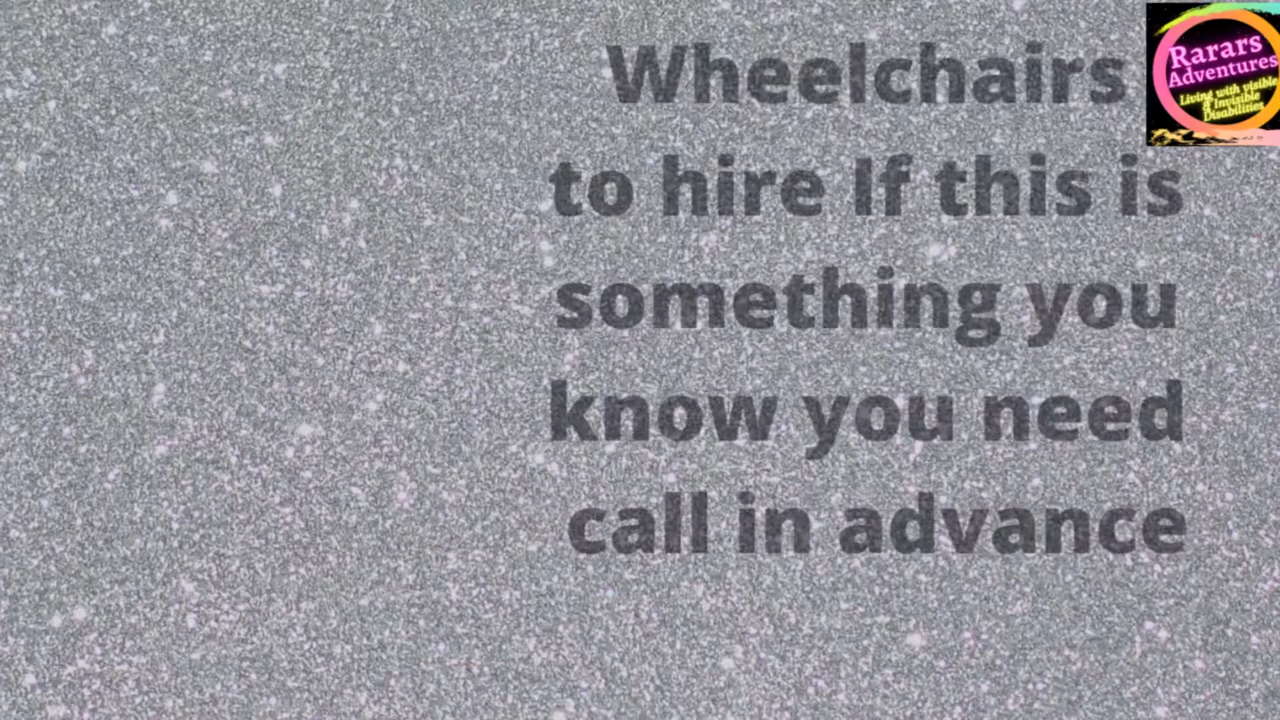 Wheelchairs
to hire If this is
something you
know you need
call in advance
Rarars
Adventures
Living with visible
& Invisible
Disabilities